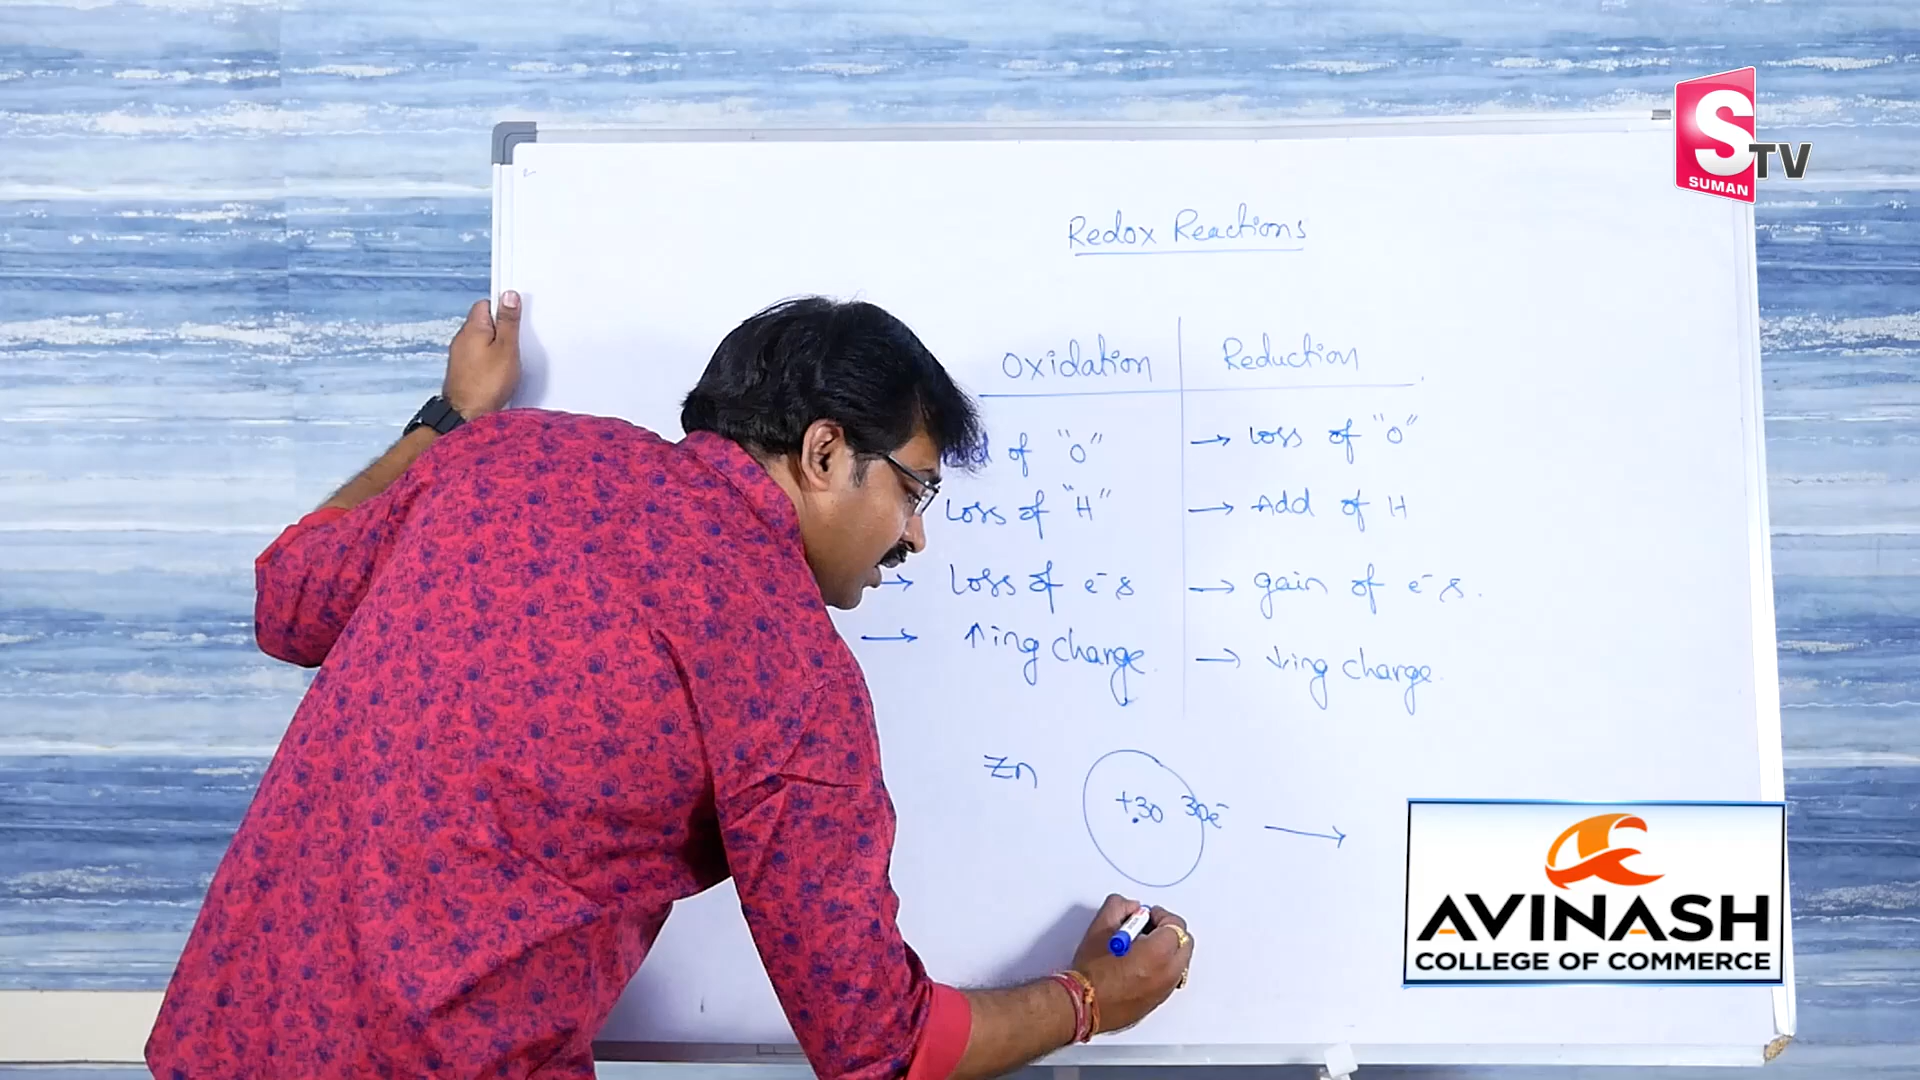 S TV
SUMAN
Redox Reactions
Oxidation
Reduction
of "O"
→ Loss of "O"
Loss of "H"
→ Add of H
→ Loss of e⁻s
→ gain of e⁻s.
→ ↑ing charge.
→ ↓ing charge.
Zn
+30 30e⁻ →
AVINASH
COLLEGE OF COMMERCE